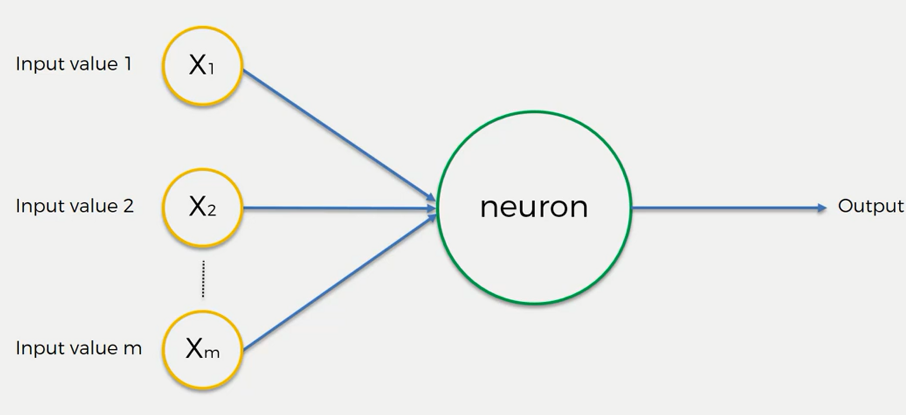 Input value 1
X₁
Input value 2
X₂
neuron
Output
Input value m
Xₘ